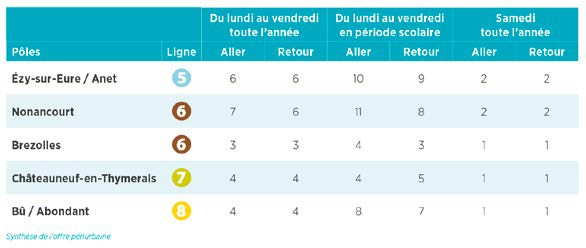 Du lundi au vendredi Du lundi au vendredi Samedi
toute l'année en période scolaire toute l'année
Pôles Ligne Aller Retour Aller Retour Aller Retour
Ézy-sur-Eure / Anet 5 6 6 10 9 2 2
Nonancourt 6 7 6 11 8 2 2
Brezolles 6 3 3 4 3 1 1
Châteauneuf-en-Thymerais 7 4 4 4 5 1 1
Bû / Abondant 8 4 4 8 7 1 1
Synthèse de l'offre périurbaine